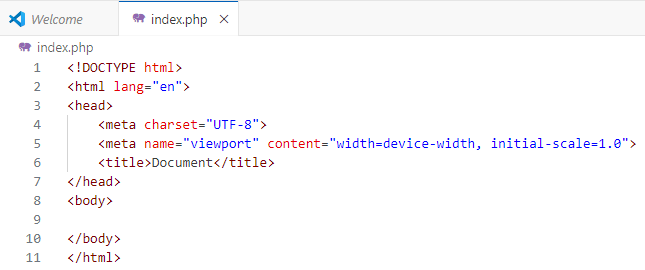 Welcome index.php
index.php
1 <!DOCTYPE html>
2 <html lang="en">
3 <head>
4     <meta charset="UTF-8">
5     <meta name="viewport" content="width=device-width, initial-scale=1.0">
6     <title>Document</title>
7 </head>
8 <body>
9
10 </body>
11 </html>